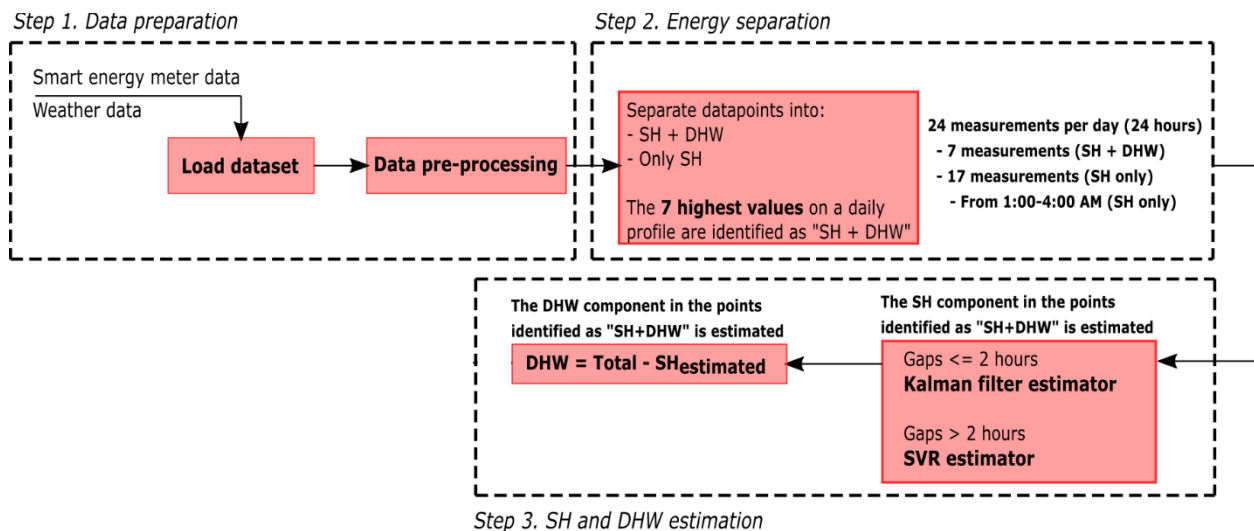 Step 1. Data preparation
Smart energy meter data
Weather data
Load dataset
Data pre-processing
Step 2. Energy separation
Separate datapoints into:
- SH + DHW
- Only SH
The 7 highest values on a daily
profile are identified as "SH + DHW"
24 measurements per day (24 hours)
- 7 measurements (SH + DHW)
- 17 measurements (SH only)
- From 1:00-4:00 AM (SH only)
The SH component in the points
identified as "SH+DHW" is estimated
Gaps <= 2 hours
Kalman filter estimator
Gaps > 2 hours
SVR estimator
The DHW component in the points
identified as "SH+DHW" is estimated
DHW = Total - SHestimated
Step 3. SH and DHW estimation